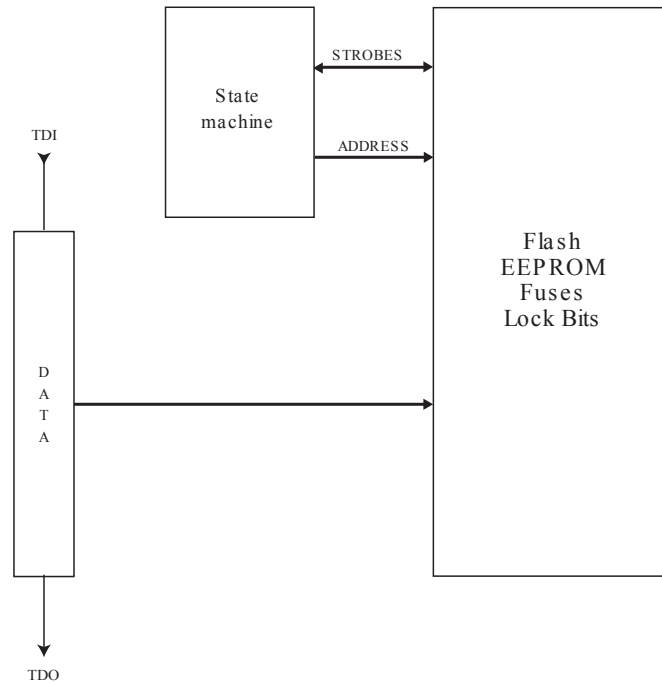 STROBES
State
machine
TDI
ADDRESS
Flash
EEPROM
Fuses
Lock Bits
D
A
T
A
TDO